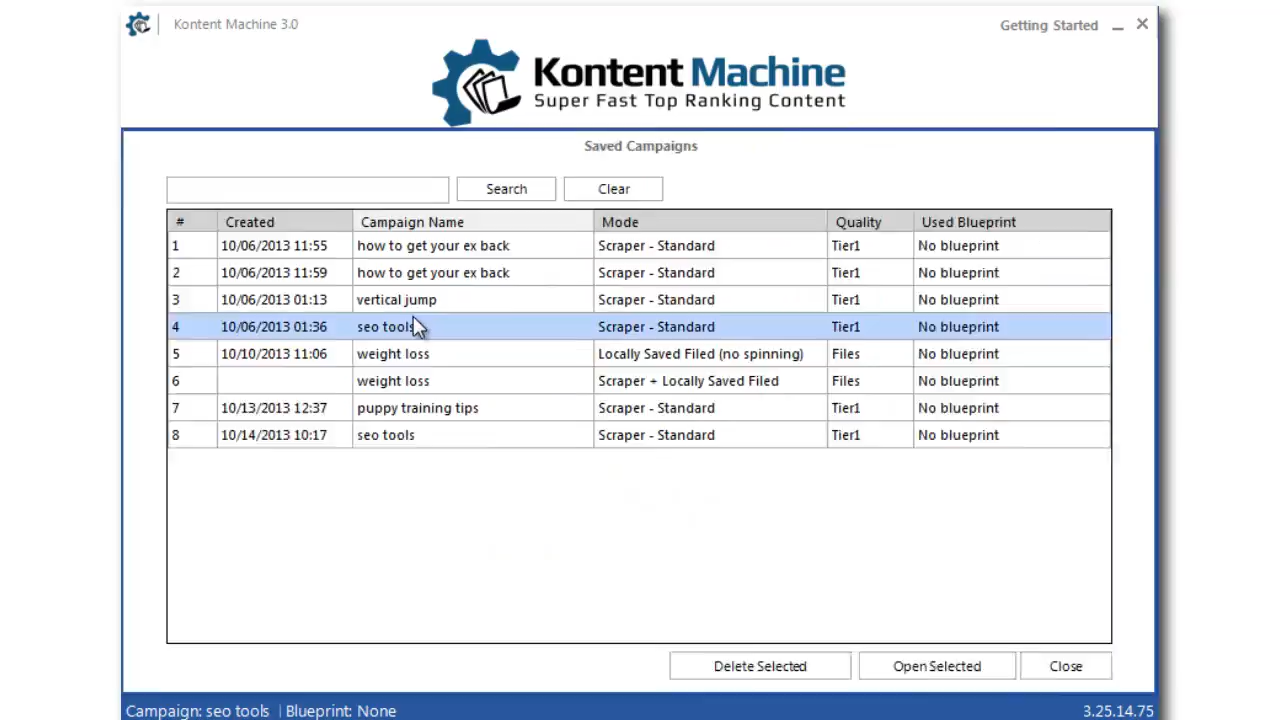 Kontent Machine 3.0
Getting Started
Kontent Machine
Super Fast Top Ranking Content
Saved Campaigns
Search Clear
# Created Campaign Name Mode Quality Used Blueprint
1 10/06/2013 11:55 how to get your ex back Scraper - Standard Tier1 No blueprint
2 10/06/2013 11:59 how to get your ex back Scraper - Standard Tier1 No blueprint
3 10/06/2013 01:13 vertical jump Scraper - Standard Tier1 No blueprint
4 10/06/2013 01:36 seo tools Scraper - Standard Tier1 No blueprint
5 10/10/2013 11:06 weight loss Locally Saved Filed (no spinning) Files No blueprint
6 weight loss Scraper + Locally Saved Filed Files No blueprint
7 10/13/2013 12:37 puppy training tips Scraper - Standard Tier1 No blueprint
8 10/14/2013 10:17 seo tools Scraper - Standard Tier1 No blueprint
Delete Selected Open Selected Close
Campaign: seo tools | Blueprint: None 3.25.14.75